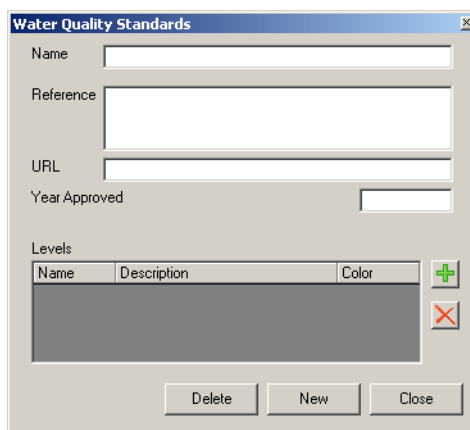 Water Quality Standards
Name
Reference
URL
Year Approved
Levels
Name Description Color
Delete New Close